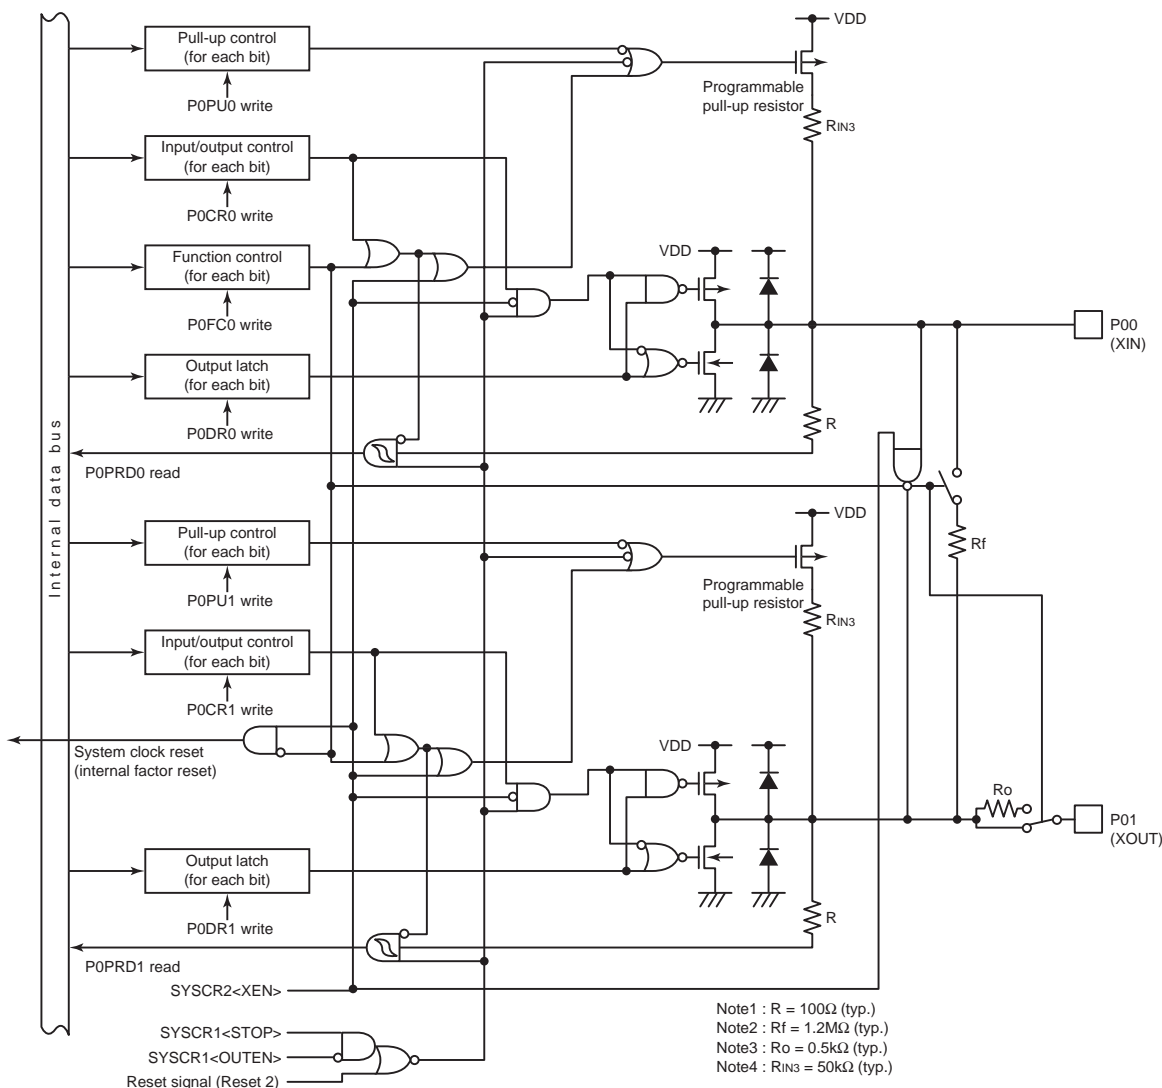 VDD
Pull-up control
(for each bit)
P0PU0 write
Programmable
pull-up resistor
RIN3
Input/output control
(for each bit)
P0CR0 write
Function control
(for each bit)
P0FC0 write
VDD
P00
(XIN)
Output latch
(for each bit)
P0DR0 write
R
P0PRD0 read
Internal data bus
VDD
Pull-up control
(for each bit)
P0PU1 write
Rf
Programmable
pull-up resistor
RIN3
Input/output control
(for each bit)
P0CR1 write
System clock reset
(internal factor reset)
VDD
Ro
P01
(XOUT)
Output latch
(for each bit)
P0DR1 write
R
P0PRD1 read
SYSCR2<XEN>
SYSCR1<STOP>
SYSCR1<OUTEN>
Reset signal (Reset 2)
Note1 : R = 100Ω (typ.)
Note2 : Rf = 1.2MΩ (typ.)
Note3 : Ro = 0.5kΩ (typ.)
Note4 : RIN3 = 50kΩ (typ.)